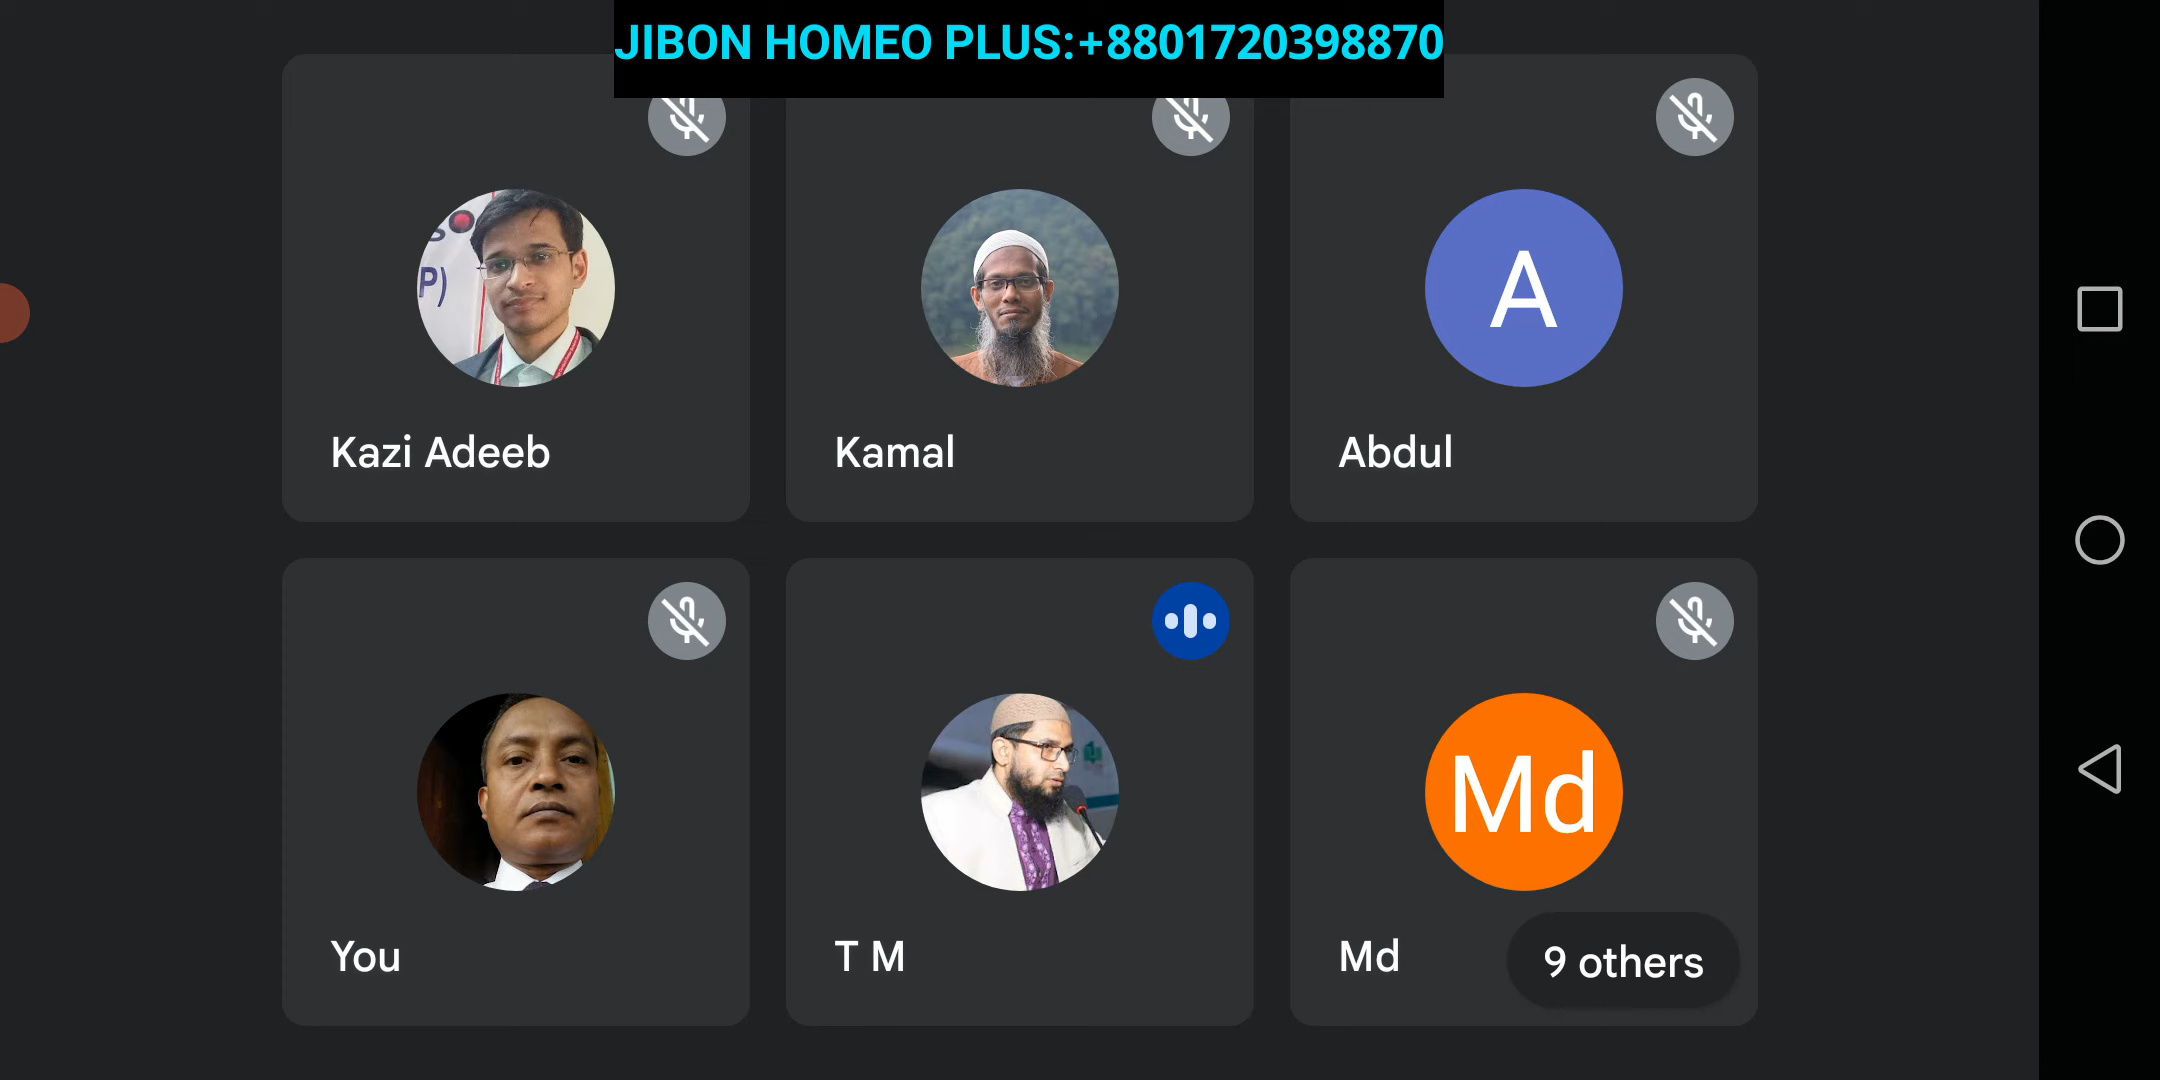 JIBON HOMEO PLUS:+8801720398870
P)
A
Kazi Adeeb
Kamal
Abdul
Md
You
T M
Md
9 others